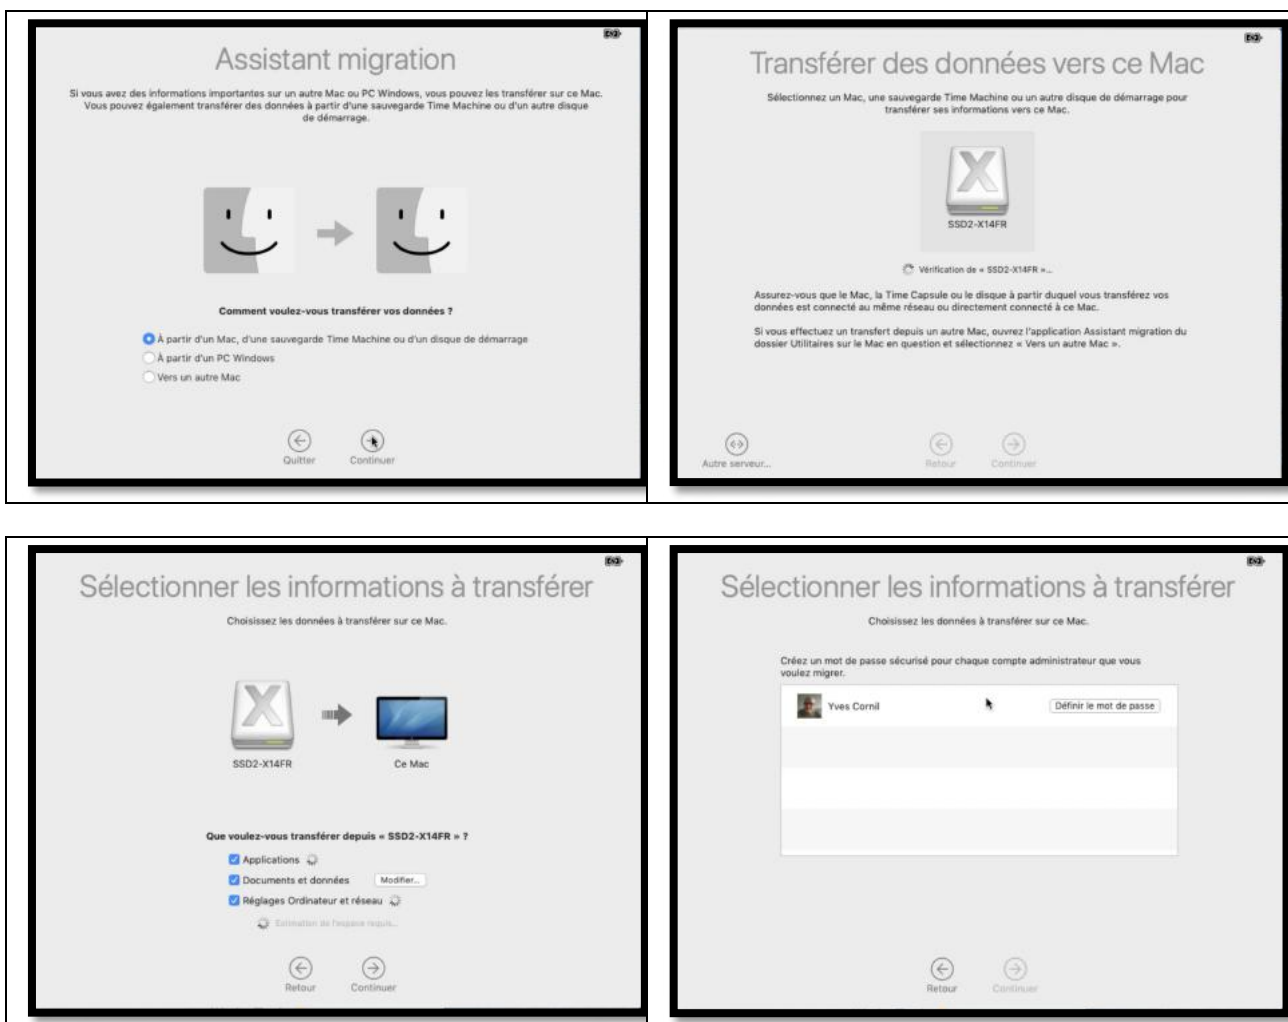 Assistant migration
Si vous avez des informations importantes sur un autre Mac ou PC Windows, vous pouvez les transférer sur ce Mac.
Vous pouvez également transférer des données à partir d'une sauvegarde Time Machine ou d'un autre disque
de démarrage.
Comment voulez-vous transférer vos données ?
À partir d'un Mac, d'une sauvegarde Time Machine ou d'un disque de démarrage
À partir d'un PC Windows
Vers un autre Mac
Quitter
Continuer
Transférer des données vers ce Mac
Sélectionnez un Mac, une sauvegarde Time Machine ou un autre disque de démarrage pour
transférer ses informations vers ce Mac.
SSD2-X14FR
Vérification de « SSD2-X14FR »...
Assurez-vous que le Mac, la Time Capsule ou le disque à partir duquel vous transférez vos
données est connecté au même réseau ou directement connecté à ce Mac.
Si vous effectuez un transfert depuis un autre Mac, ouvrez l'application Assistant migration du
dossier Utilitaires sur le Mac en question et sélectionnez « Vers un autre Mac ».
Autre serveur...
Retour
Continuer
Sélectionner les informations à transférer
Choisissez les données à transférer sur ce Mac.
SSD2-X14FR
Ce Mac
Que voulez-vous transférer depuis « SSD2-X14FR » ?
Applications
Documents et données
Modifier...
Réglages Ordinateur et réseau
Estimation de l'espace requis...
Retour
Continuer
Sélectionner les informations à transférer
Choisissez les données à transférer sur ce Mac.
Créez un mot de passe sécurisé pour chaque compte administrateur que vous
voulez migrer.
Yves Cornil
Définir le mot de passe
Retour
Continuer